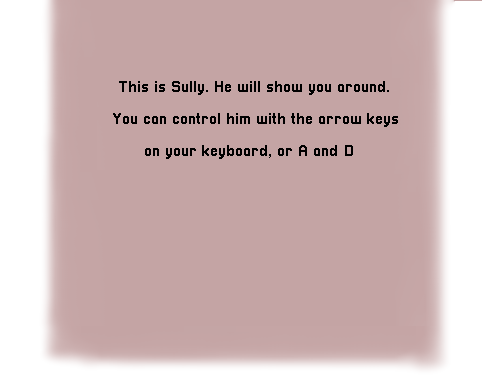 This is Sully. He will show you around.
You can control him with the arrow keys
on your keyboard, or A and D